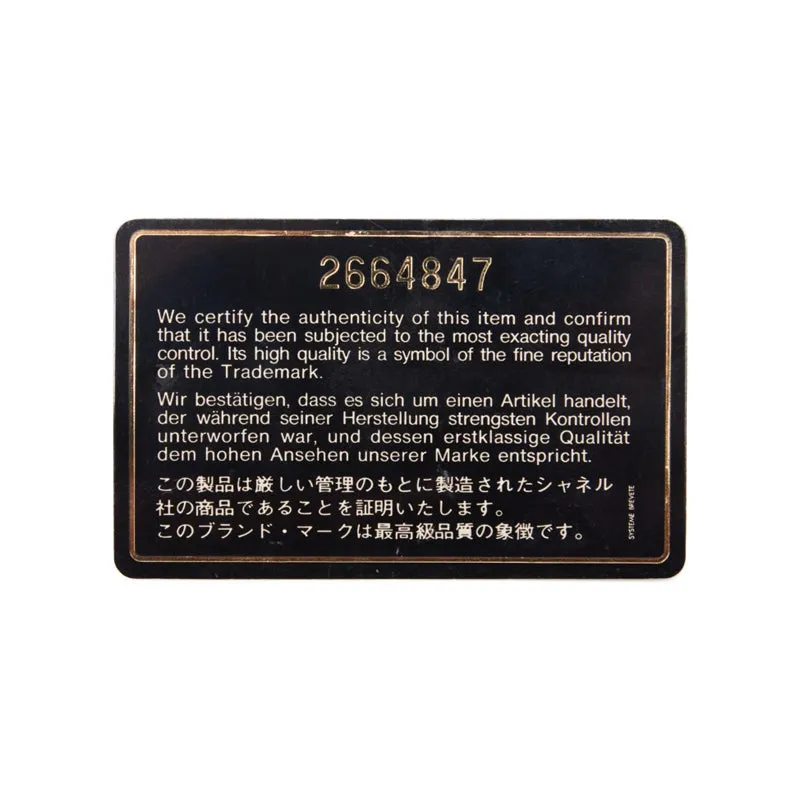 2664847
We certify the authenticity of this item and confirm
that it has been subjected to the most exacting quality
control. Its high quality is a symbol of the fine reputation
of the Trademark.
Wir bestätigen, dass es sich um einen Artikel handelt,
der während seiner Herstellung strengsten Kontrollen
unterworfen war, und dessen erstklassige Qualität
dem hohen Ansehen unserer Marke entspricht.
この製品は厳しい管理のもとに製造されたシャネル
社の商品であることを証明いたします。
このブランド・マークは最高級品質の象徴です。
SYSTEME BREVETE